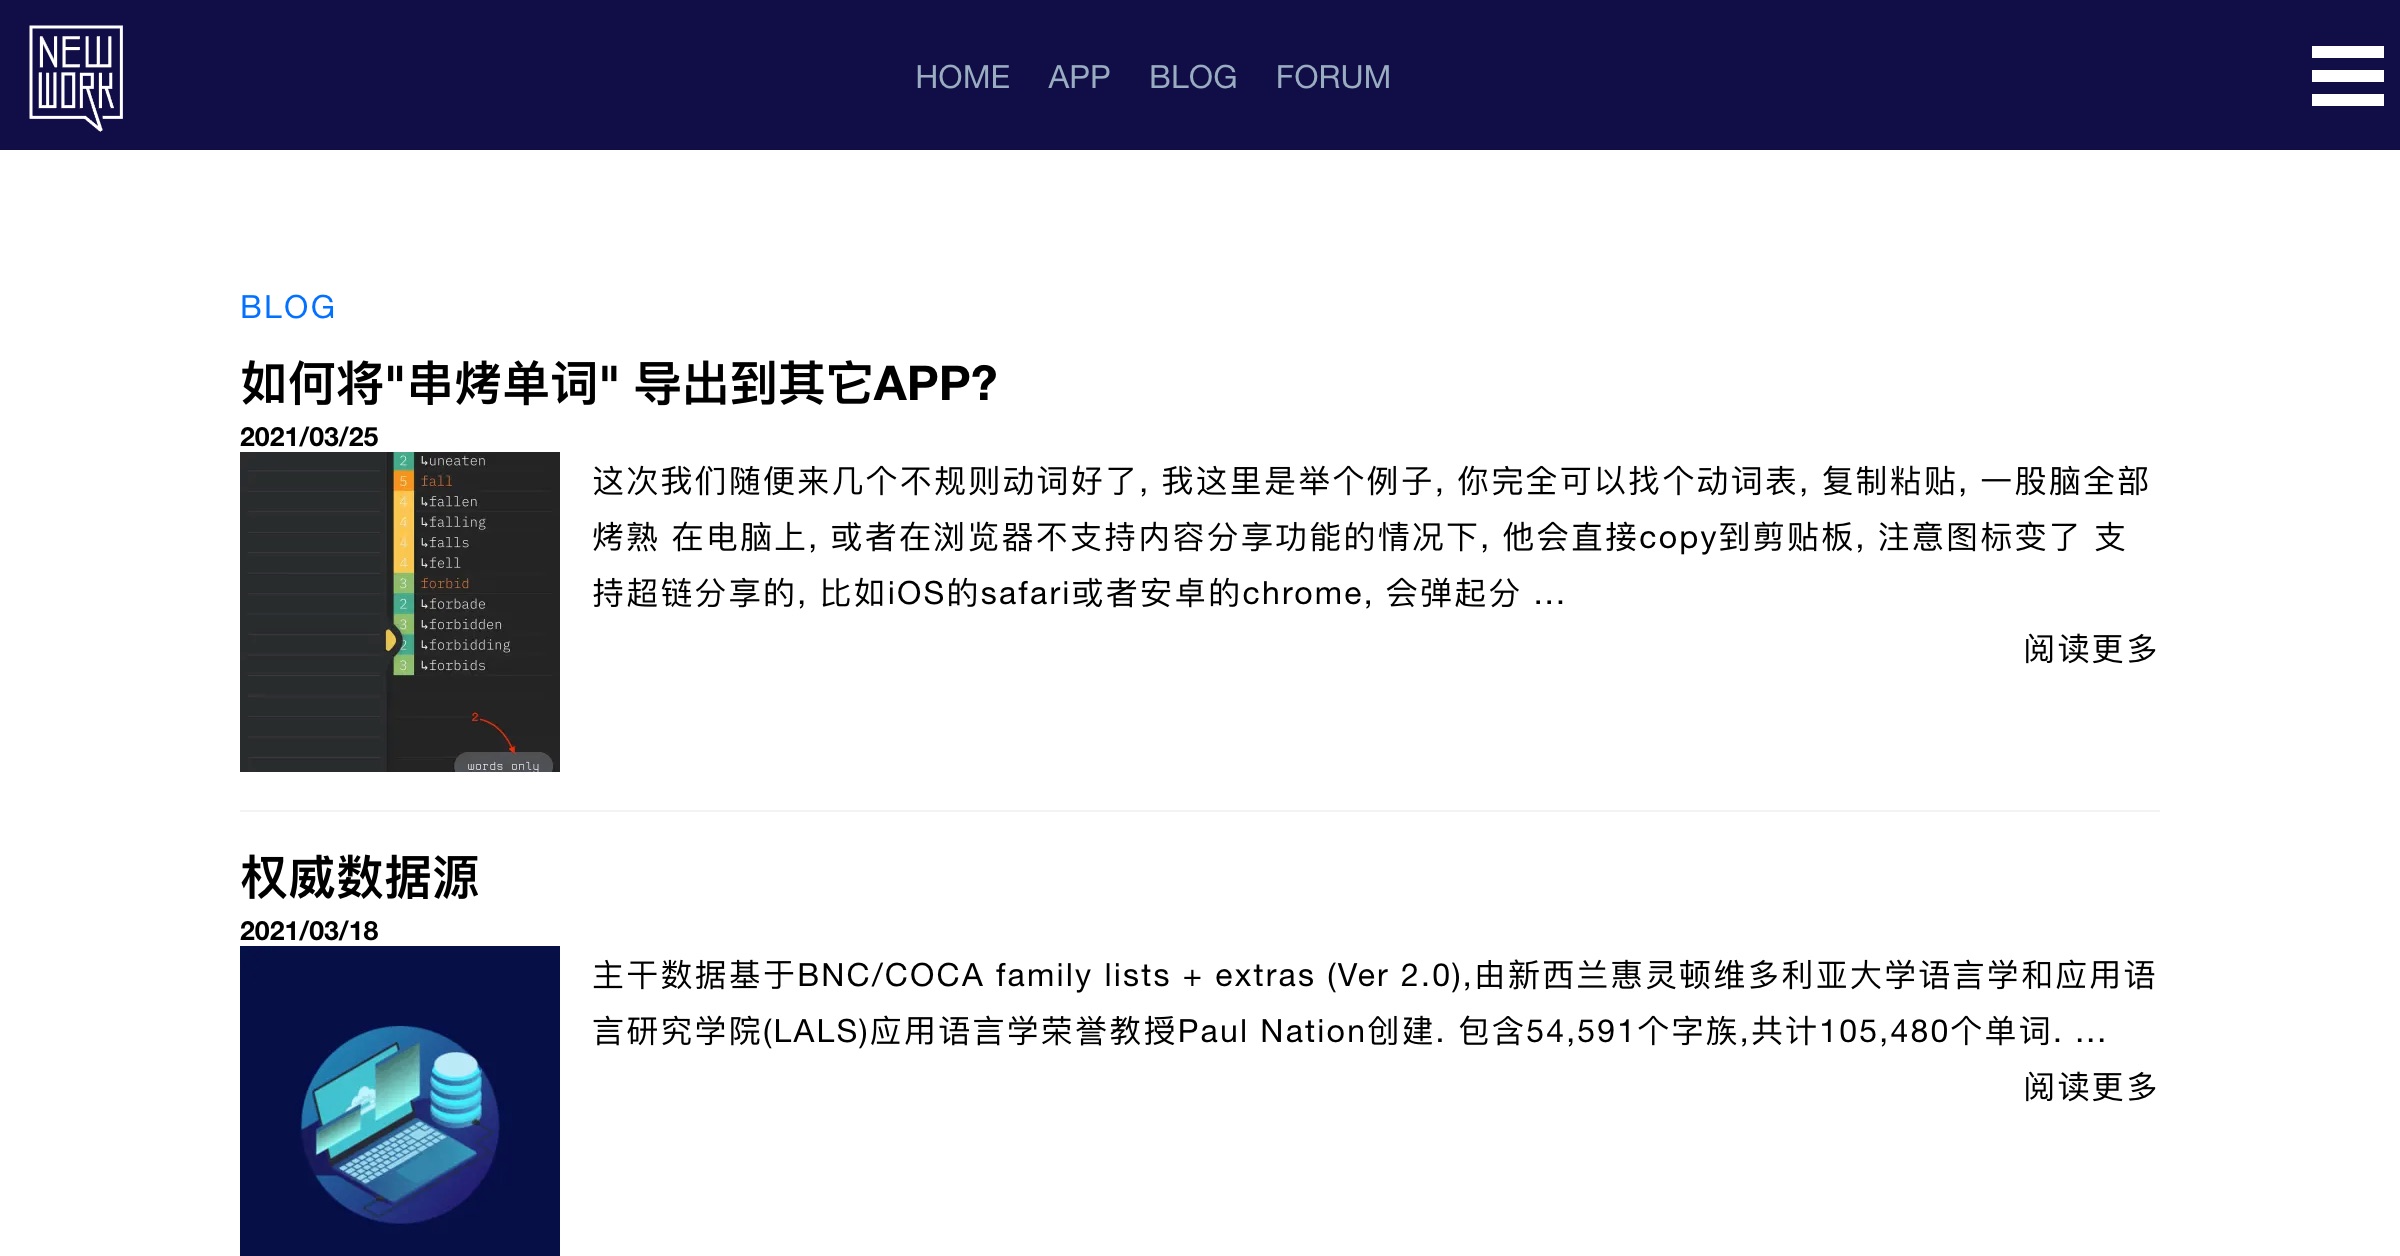 NEW
WORK
HOME APP BLOG FORUM
BLOG
如何将"串烤单词" 导出到其它APP?
2021/03/25
2 ↳uneaten
5 fall
4 ↳fallen
4 ↳falling
4 ↳falls
4 ↳fell
3 forbid
2 ↳forbade
3 ↳forbidden
2 ↳forbidding
3 ↳forbids
2
words only
这次我们随便来几个不规则动词好了, 我这里是举个例子, 你完全可以找个动词表, 复制粘贴, 一股脑全部
烤熟 在电脑上, 或者在浏览器不支持内容分享功能的情况下, 他会直接copy到剪贴板, 注意图标变了 支
持超链分享的, 比如iOS的safari或者安卓的chrome, 会弹起分 ...
阅读更多
权威数据源
2021/03/18
主干数据基于BNC/COCA family lists + extras (Ver 2.0),由新西兰惠灵顿维多利亚大学语言学和应用语
言研究学院(LALS)应用语言学荣誉教授Paul Nation创建. 包含54,591个字族,共计105,480个单词. ...
阅读更多